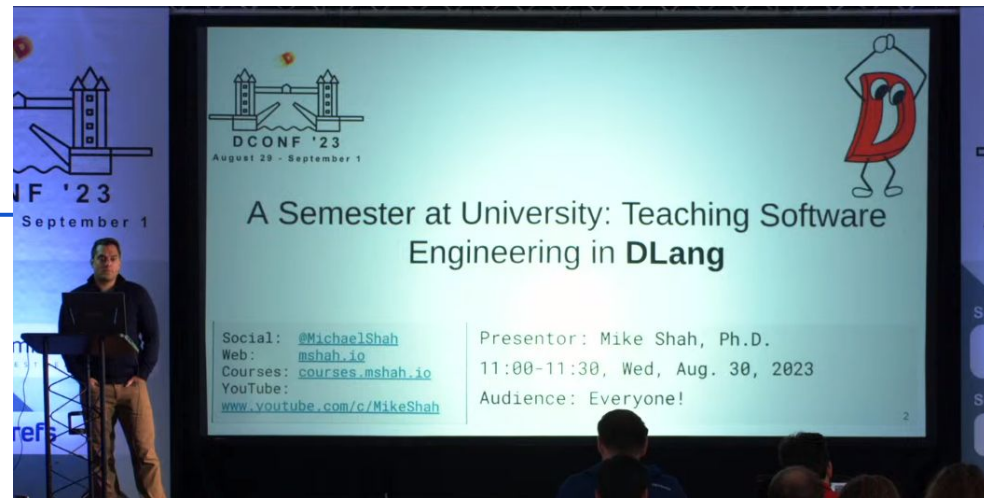 NF '23
September 1
DCONF '23
August 29 - September 1
A Semester at University: Teaching Software
Engineering in DLang
Social: @MichaelShah
Web: mshah.io
Courses: courses.mshah.io
YouTube:
www.youtube.com/c/MikeShah
Presentor: Mike Shah, Ph.D.
11:00-11:30, Wed, Aug. 30, 2023
Audience: Everyone!
2
refs